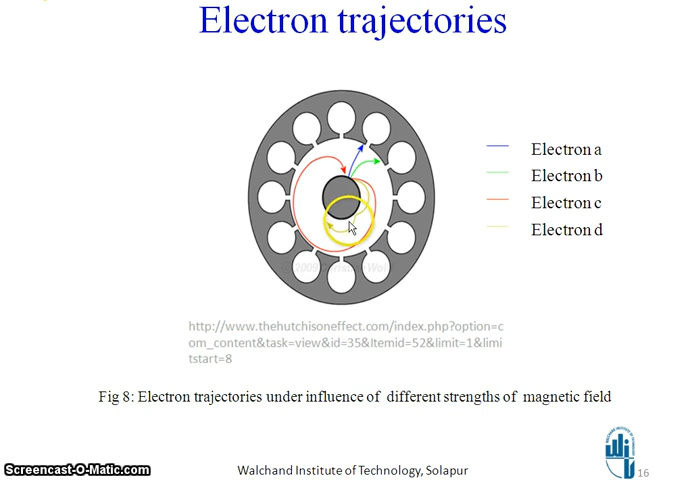 Electron trajectories
Electron a
Electron b
Electron c
Electron d
http://www.thehutchisoneffect.com/index.php?option=c
om_content&task=view&id=35&Itemid=52&limit=1&limi
tstart=8
Fig 8: Electron trajectories under influence of different strengths of magnetic field
Screencast-O-Matic.com
Walchand Institute of Technology, Solapur
16